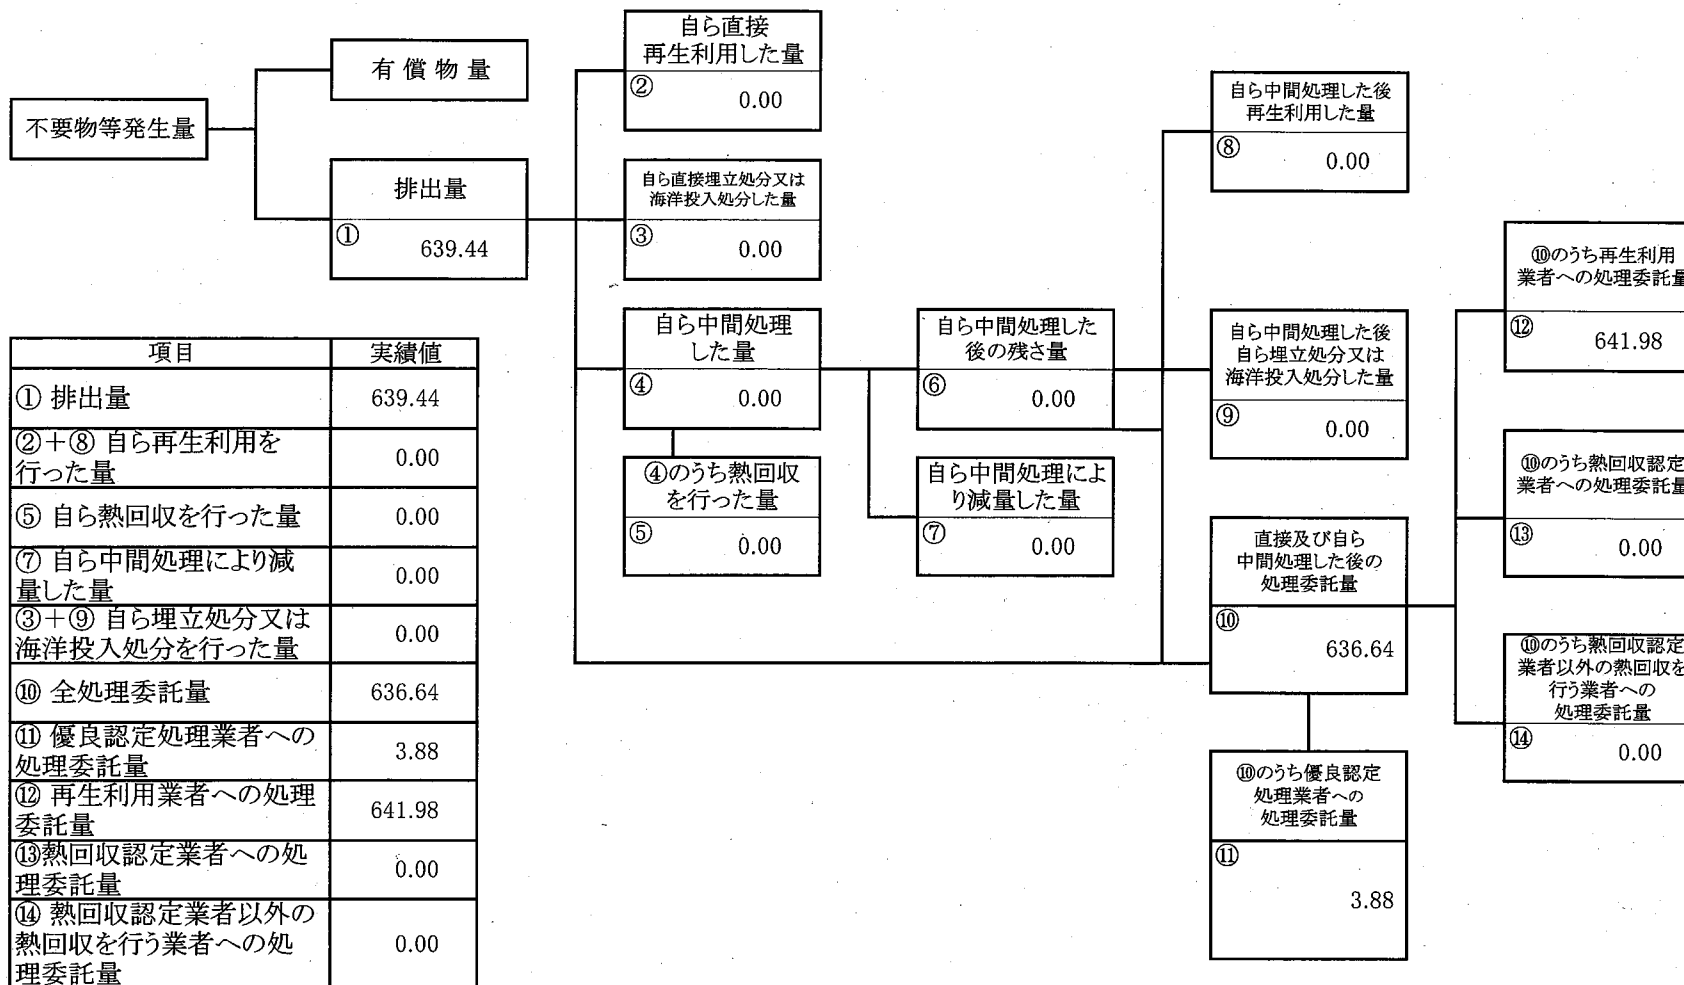 不要物等発生量
有償物量
排出量
①
639.44
自ら直接
再生利用した量
②
0.00
自ら直接埋立処分又は
海洋投入処分した量
③
0.00
自ら中間処理
した量
④
0.00
④のうち熱回収
を行った量
⑤
0.00
自ら中間処理した
後の残さ量
⑥
0.00
自ら中間処理によ
り減量した量
⑦
0.00
自ら中間処理した後
再生利用した量
⑧
0.00
自ら中間処理した後
自ら埋立処分又は
海洋投入処分した量
⑨
0.00
直接及び自ら
中間処理した後の
処理委託量
⑩
636.64
⑩のうち優良認定
処理業者への
処理委託量
⑪
3.88
⑩のうち再生利用
業者への処理委託量
⑫
641.98
⑩のうち熱回収認定
業者への処理委託量
⑬
0.00
⑩のうち熱回収認定
業者以外の熱回収を
行う業者への
処理委託量
⑭
0.00
項目 実績値
① 排出量 639.44
②+⑧ 自ら再生利用を
行った量 0.00
⑤ 自ら熱回収を行った量 0.00
⑦ 自ら中間処理により減
量した量 0.00
③+⑨ 自ら埋立処分又は
海洋投入処分を行った量 0.00
⑩ 全処理委託量 636.64
⑪ 優良認定処理業者への
処理委託量 3.88
⑫ 再生利用業者への処理
委託量 641.98
⑬熱回収認定業者への処
理委託量 0.00
⑭ 熱回収認定業者以外の
熱回収を行う業者への処
理委託量 0.00